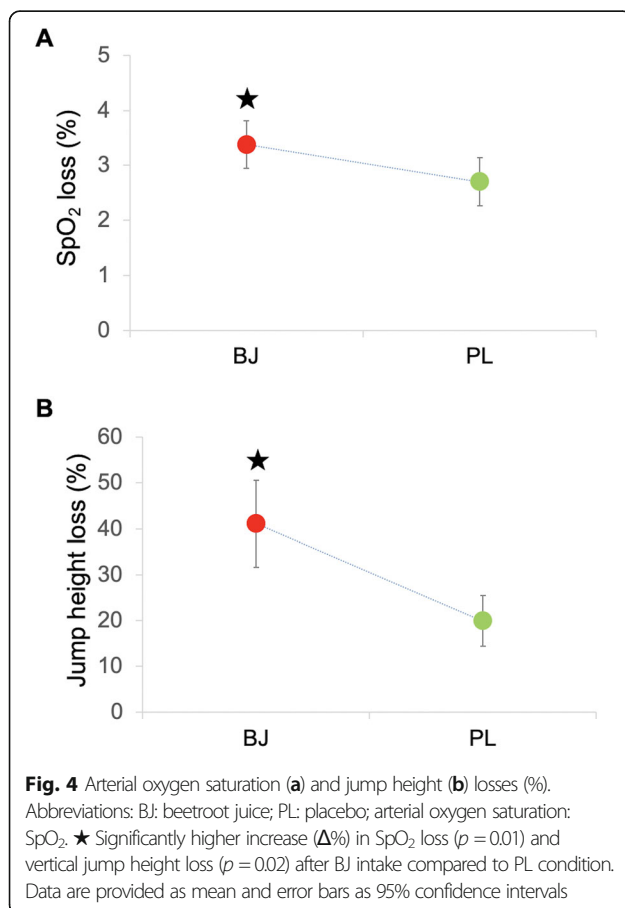 A
5
4
3
2
1
0
SpO₂ loss (%)
★
BJ
PL
B
60
50
40
30
20
10
0
Jump height loss (%)
★
BJ
PL
Fig. 4 Arterial oxygen saturation (a) and jump height (b) losses (%).
Abbreviations: BJ: beetroot juice; PL: placebo; arterial oxygen saturation:
SpO₂. ★ Significantly higher increase (Δ%) in SpO₂ loss (p = 0.01) and
vertical jump height loss (p = 0.02) after BJ intake compared to PL condition.
Data are provided as mean and error bars as 95% confidence intervals